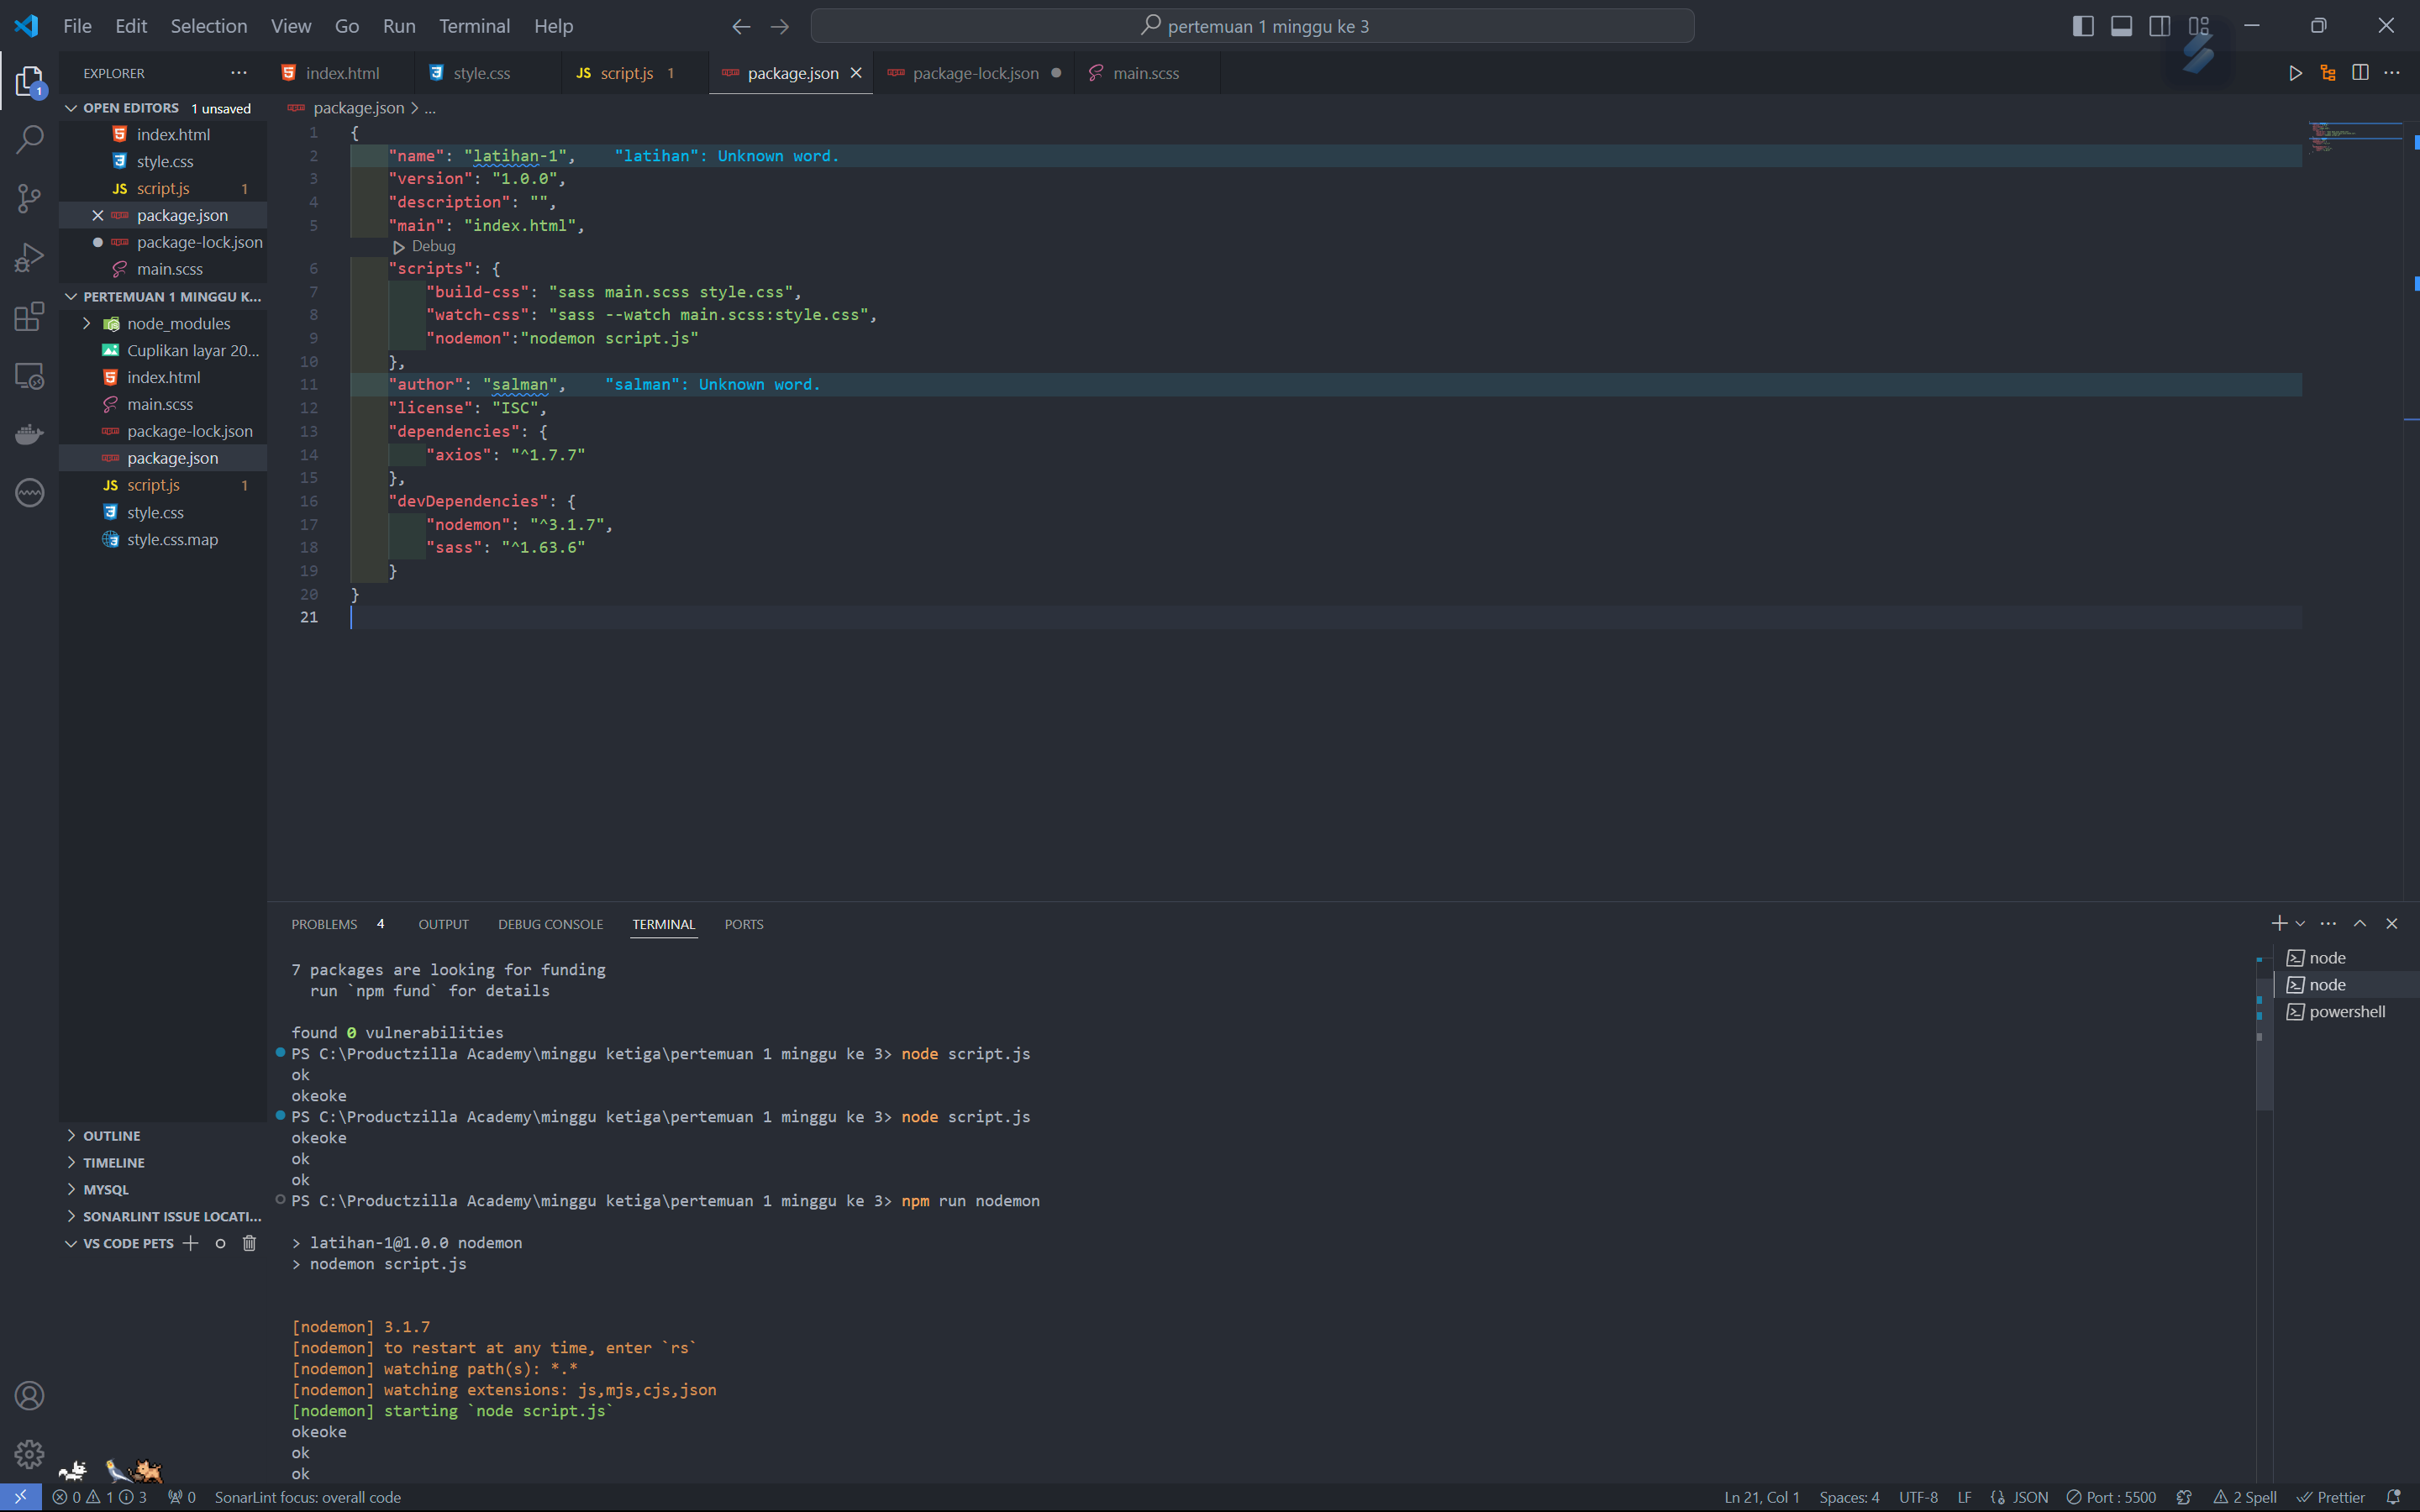 File Edit Selection View Go Run Terminal Help
pertemuan 1 minggu ke 3
EXPLORER
index.html
style.css
JS script.js 1
package.json
package-lock.json
main.scss
1
OPEN EDITORS 1 unsaved
index.html
style.css
JS script.js 1
package.json
package-lock.json
main.scss
PERTEMUAN 1 MINGGU K...
node_modules
Cuplikan layar 20...
index.html
main.scss
package-lock.json
package.json
JS script.js 1
style.css
style.css.map
OUTLINE
TIMELINE
MYSQL
SONARLINT ISSUE LOCATI...
VS CODE PETS
package.json > ...
1 {
2 "name": "latihan-1", "latihan": Unknown word.
3 "version": "1.0.0",
4 "description": "",
5 "main": "index.html",
Debug
6 "scripts": {
7 "build-css": "sass main.scss style.css",
8 "watch-css": "sass --watch main.scss:style.css",
9 "nodemon":"nodemon script.js"
10 },
11 "author": "salman", "salman": Unknown word.
12 "license": "ISC",
13 "dependencies": {
14 "axios": "^1.7.7"
15 },
16 "devDependencies": {
17 "nodemon": "^3.1.7",
18 "sass": "^1.63.6"
19 }
20 }
21
PROBLEMS 4 OUTPUT DEBUG CONSOLE TERMINAL PORTS
7 packages are looking for funding
run `npm fund` for details
found 0 vulnerabilities
PS C:\Productzilla Academy\minggu ketiga\pertemuan 1 minggu ke 3> node script.js
ok
okeoke
PS C:\Productzilla Academy\minggu ketiga\pertemuan 1 minggu ke 3> node script.js
okeoke
ok
ok
PS C:\Productzilla Academy\minggu ketiga\pertemuan 1 minggu ke 3> npm run nodemon
> latihan-1@1.0.0 nodemon
> nodemon script.js
[nodemon] 3.1.7
[nodemon] to restart at any time, enter `rs`
[nodemon] watching path(s): *.*
[nodemon] watching extensions: js,mjs,cjs,json
[nodemon] starting `node script.js`
okeoke
ok
ok
node
node
powershell
0 1 3 0 SonarLint focus: overall code
Ln 21, Col 1 Spaces: 4 UTF-8 LF {} JSON Port : 5500 2 Spell Prettier